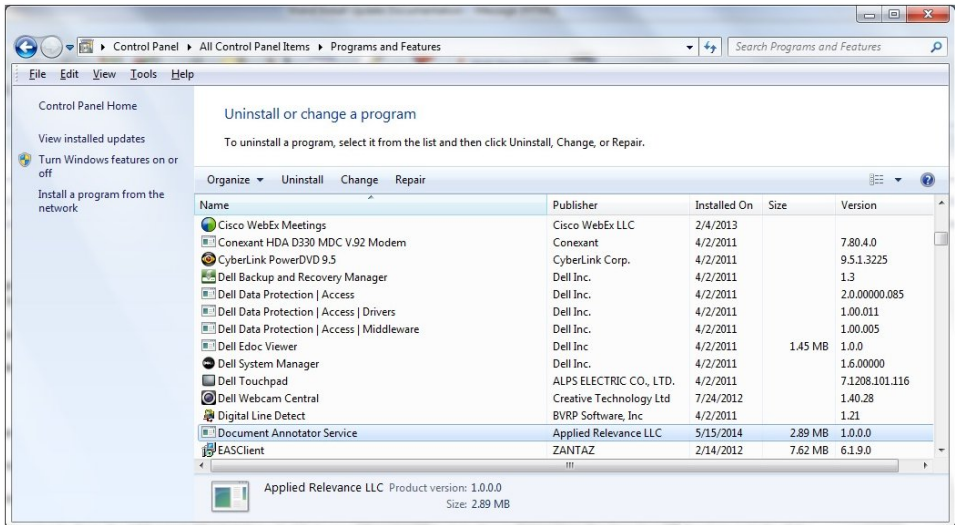 Control Panel ▸ All Control Panel Items ▸ Programs and Features Search Programs and Features
File Edit View Tools Help
Control Panel Home
View installed updates
Turn Windows features on or
off
Install a program from the
network
Uninstall or change a program
To uninstall a program, select it from the list and then click Uninstall, Change, or Repair.
Organize Uninstall Change Repair
Name Publisher Installed On Size Version
Cisco WebEx Meetings Cisco WebEx LLC 2/4/2013
Conexant HDA D330 MDC V.92 Modem Conexant 4/2/2011 7.80.4.0
CyberLink PowerDVD 9.5 CyberLink Corp. 4/2/2011 9.5.1.3225
Dell Backup and Recovery Manager Dell Inc. 4/2/2011 1.3
Dell Data Protection | Access Dell Inc. 4/2/2011 2.0.00000.085
Dell Data Protection | Access | Drivers Dell Inc. 4/2/2011 1.00.011
Dell Data Protection | Access | Middleware Dell Inc. 4/2/2011 1.00.005
Dell Edoc Viewer Dell Inc 4/2/2011 1.45 MB 1.0.0
Dell System Manager Dell Inc. 4/2/2011 1.6.00000
Dell Touchpad ALPS ELECTRIC CO., LTD. 4/2/2011 7.1208.101.116
Dell Webcam Central Creative Technology Ltd 7/24/2012 1.40.28
Digital Line Detect BVRP Software, Inc 4/2/2011 1.21
Document Annotator Service Applied Relevance LLC 5/15/2014 2.89 MB 1.0.0.0
EASClient ZANTAZ 2/14/2012 7.62 MB 6.1.9.0
Applied Relevance LLC Product version: 1.0.0.0
Size: 2.89 MB